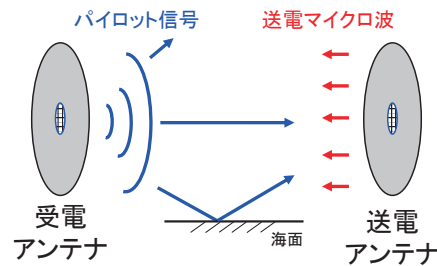 パイロット信号
送電マイクロ波
受電
アンテナ
海面
送電
アンテナ